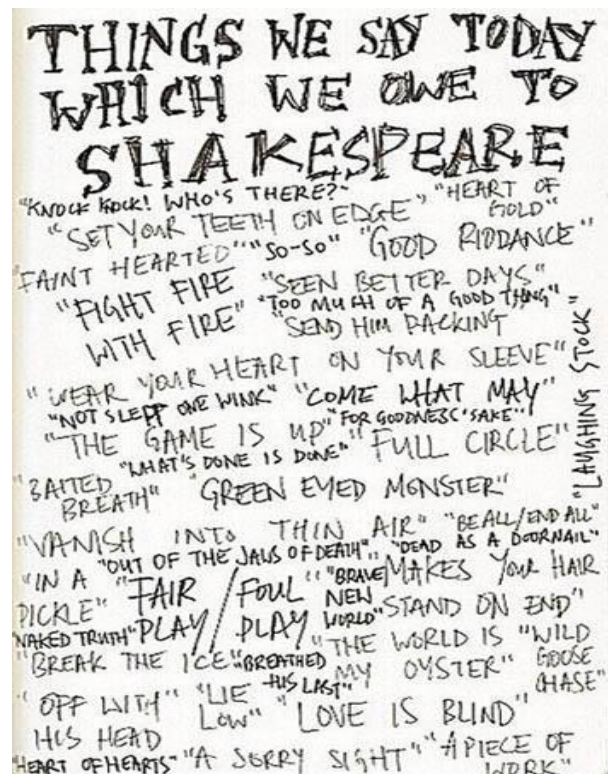 THINGS WE SAY TODAY
WHICH WE OWE TO
SHAKESPEARE
"KNOCK KOCK! WHO'S THERE?" "HEART OF GOLD"
"SET YOUR TEETH ON EDGE"
"FAINT HEARTED" "SO-SO" "GOOD RIDDANCE"
"FIGHT FIRE WITH FIRE"
"SEEN BETTER DAYS"
"TOO MUCH OF A GOOD THING"
"SEND HIM PACKING
"WEAR YOUR HEART ON YOUR SLEEVE"
"LAUGHING STOCK"
"NOT SLEPT ONE WINK" "COME WHAT MAY"
"THE GAME IS UP" "FOR GOODNESS' SAKE"
"WHAT'S DONE IS DONE" "FULL CIRCLE"
"BAITED BREATH" "GREEN EYED MONSTER"
"VANISH INTO THIN AIR" "BE ALL/END ALL"
"OUT OF THE JAWS OF DEATH" "DEAD AS A DOORNAIL"
"IN A PICKLE"
"FAIR PLAY/FOUL PLAY"
"BRAVE NEW WORLD"
MAKES YOUR HAIR STAND ON END"
NAKED TRUTH"
"THE WORLD IS MY OYSTER"
"WILD GOOSE CHASE"
"BREAK THE ICE" "BREATHED HIS LAST"
"OFF WITH HIS HEAD
"LIE LOW" "LOVE IS BLIND"
"HEART OF HEARTS" "A SORRY SIGHT" "A PIECE OF WORK"